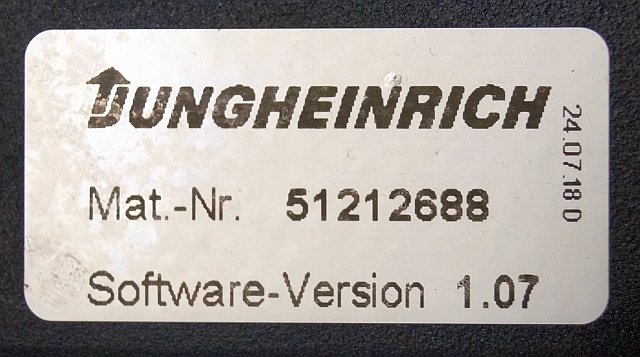 JUNGHEINRICH
Mat.-Nr. 51212688
Software-Version 1.07
24.07.18 0